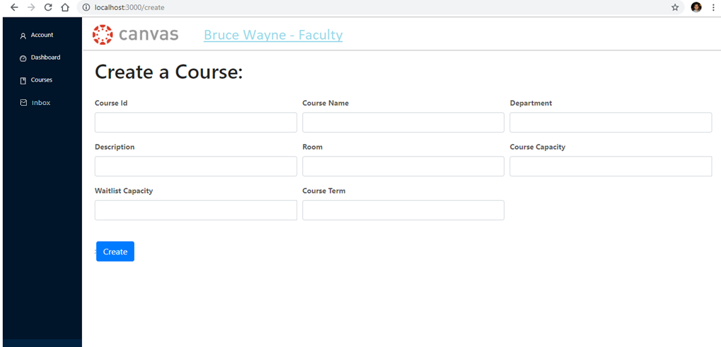 localhost:3000/create
Account
Dashboard
Courses
Inbox
canvas
Bruce Wayne - Faculty
Create a Course:
Course Id Course Name Department
Description Room Course Capacity
Waitlist Capacity Course Term
Create